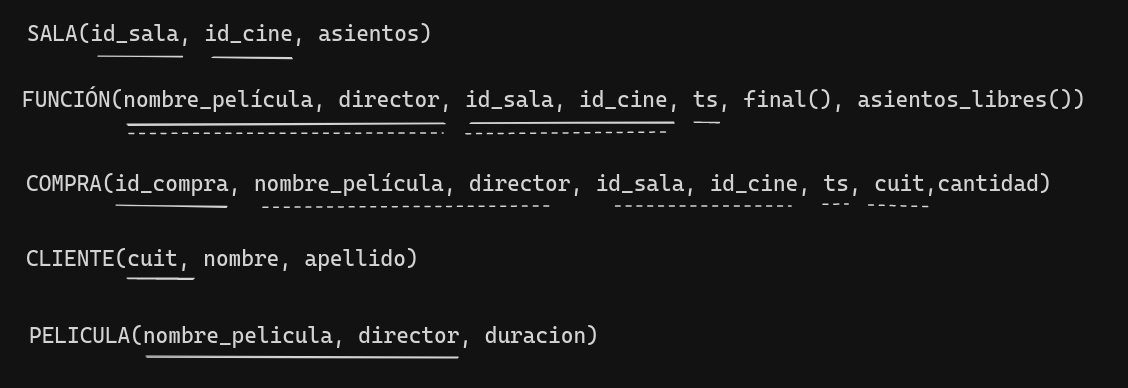 SALA(id_sala, id_cine, asientos)
FUNCIÓN(nombre_película, director, id_sala, id_cine, ts, final(), asientos_libres())
COMPRA(id_compra, nombre_película, director, id_sala, id_cine, ts, cuit,cantidad)
CLIENTE(cuit, nombre, apellido)
PELICULA(nombre_pelicula, director, duracion)